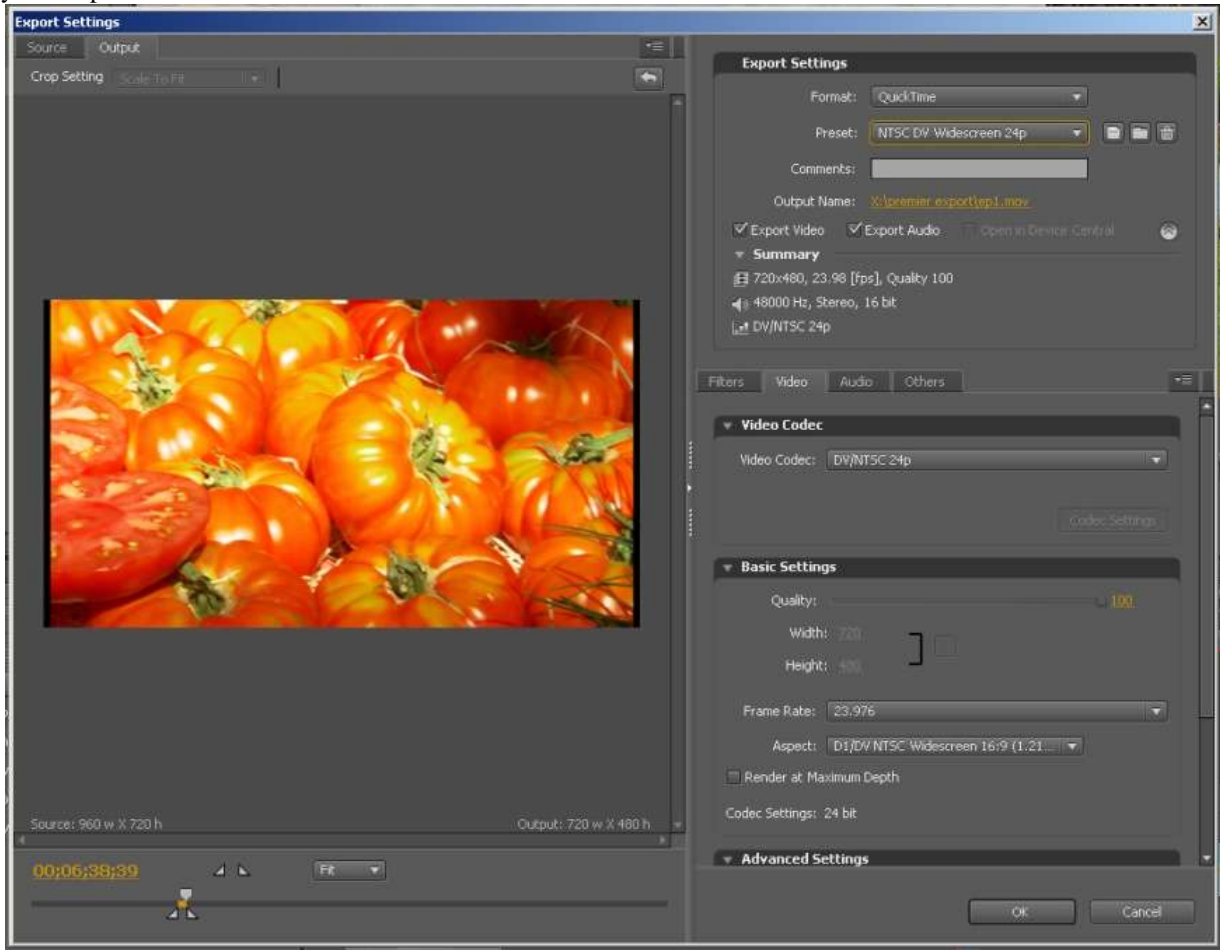 Export Settings
Source Output
Crop Setting Scale To Fit
Export Settings
Format: QuickTime
Preset: NTSC DV Widescreen 24p
Comments:
Output Name: X:\premier export\ep1.mov
Export Video Export Audio Open in Device Central
Summary
720x480, 23.98 [fps], Quality 100
48000 Hz, Stereo, 16 bit
DV/NTSC 24p
Filters Video Audio Others
Video Codec
Video Codec: DV/NTSC 24p
Codec Settings
Basic Settings
Quality: 100
Width: 720
Height: 480
Frame Rate: 23.976
Aspect: D1/DV NTSC Widescreen 16:9 (1.21...
Render at Maximum Depth
Codec Settings: 24 bit
Advanced Settings
Source: 960 w X 720 h Output: 720 w X 480 h
00;06;38;39 Fit
OK Cancel